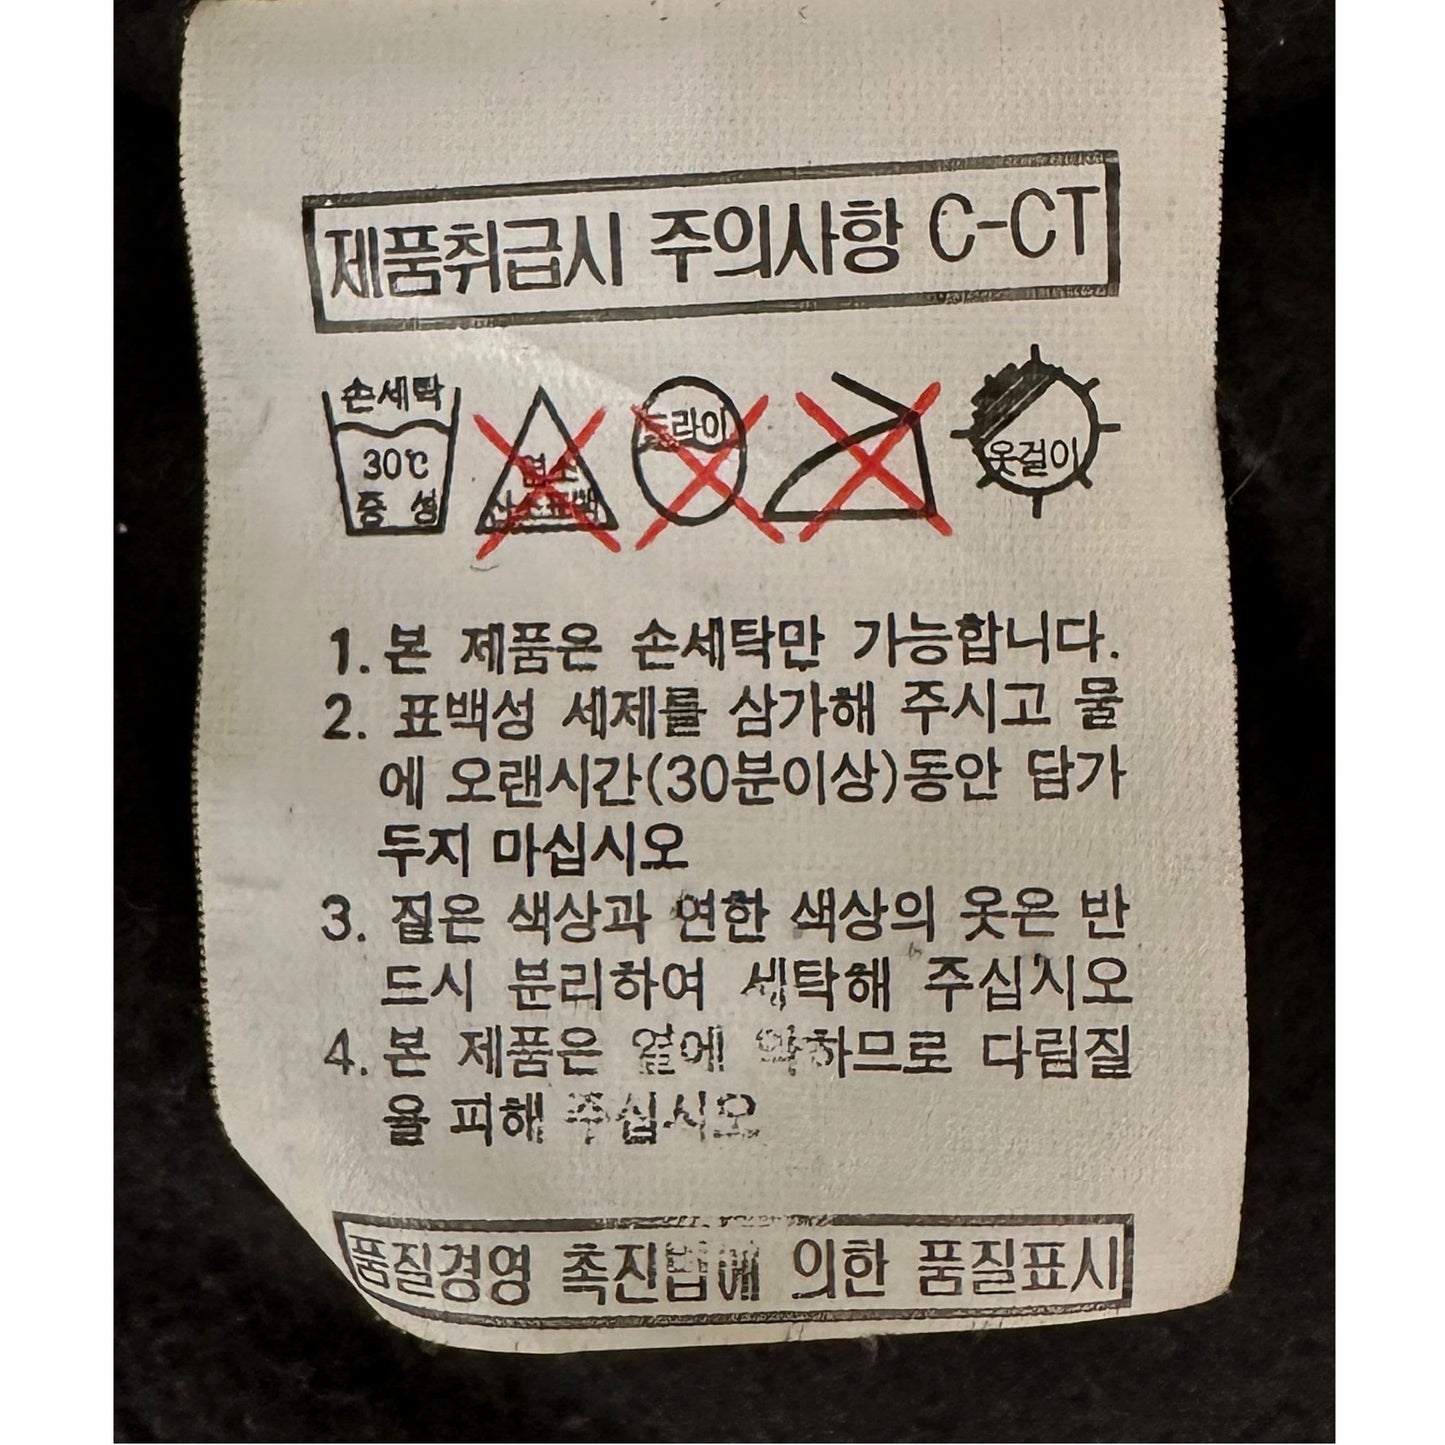 제품취급시 주의사항 C-CT
손세탁
30℃
중 성
염소
산소표백
드라이
옷걸이
1. 본 제품은 손세탁만 가능합니다.
2. 표백성 세제를 삼가해 주시고 물
에 오랜시간(30분이상)동안 담가
두지 마십시오
3. 짙은 색상과 연한 색상의 옷은 반
드시 분리하여 세탁해 주십시오
4. 본 제품은 열에 약하므로 다림질
을 피해 주십시오
품질경영 촉진법에 의한 품질표시